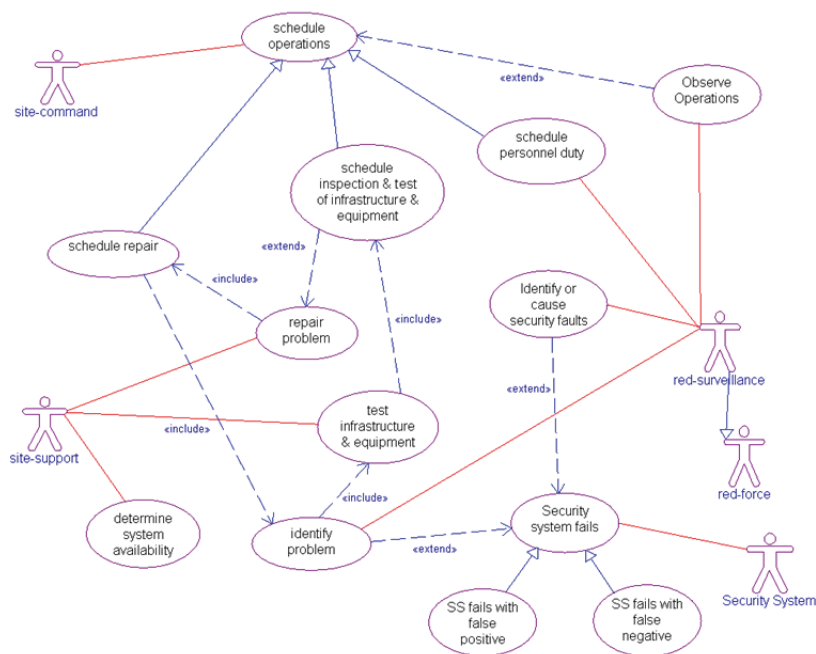 schedule
operations
site-command
«extend»
Observe
Operations
schedule
personnel duty
schedule
inspection & test
of infrastructure &
equipment
schedule repair
«extend»
«include»
Identify or
cause
security faults
repair
problem
«include»
red-surveillance
«extend»
test
infrastructure
& equipment
site-support
«include»
red-force
«include»
Security
system fails
determine
system
availability
identify
problem
«extend»
Security System
SS fails with
false
positive
SS fails with
false
negative